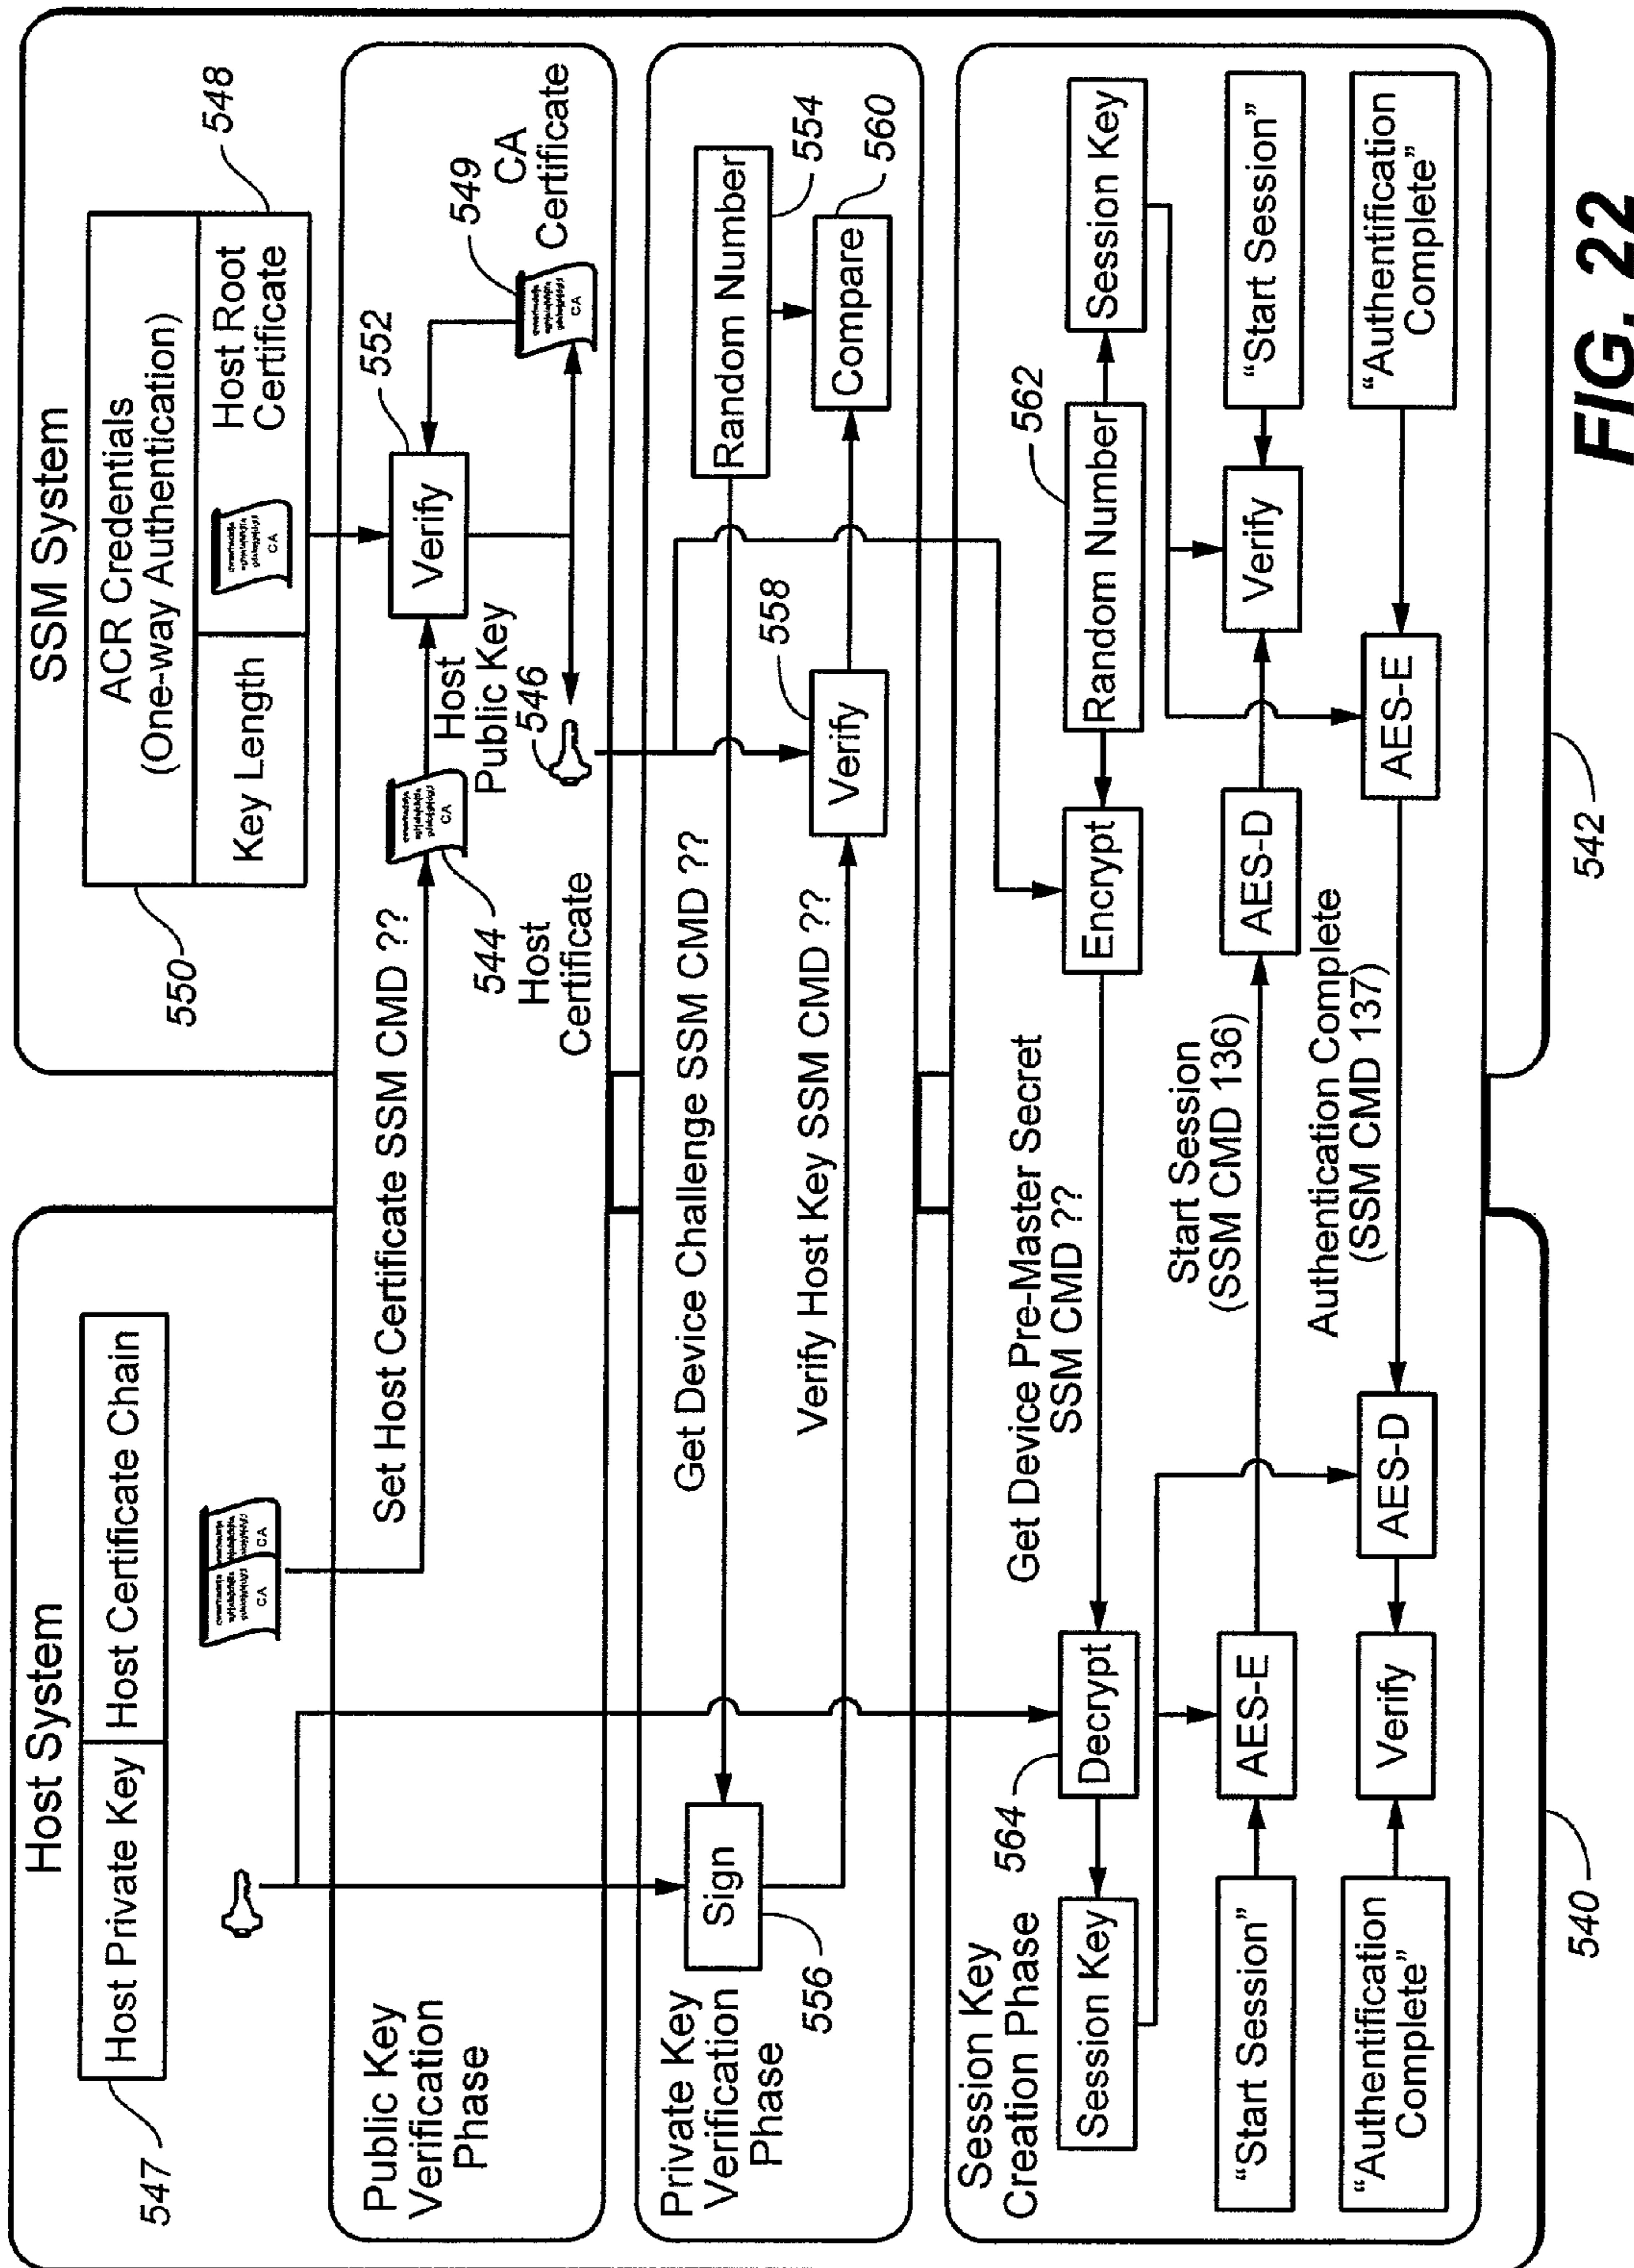 Host System
Host Private Key
Host Certificate Chain
547
SSM System
ACR Credentials
(One-way Authentication)
Key Length
Host Root
Certificate
CA
548
550
CA
CA
Public Key
Verification
Phase
Set Host Certificate SSM CMD ??
CA
544
Host
Certificate
Host
Public Key
546
Verify
552
549
CA
Certificate
CA
Private Key
Verification
Phase
Sign
556
Get Device Challenge SSM CMD ??
Verify Host Key SSM CMD ??
Random Number
554
Verify
558
Compare
560
Session Key
Creation Phase
564
Session Key
Decrypt
Get Device Pre-Master Secret
SSM CMD ??
Encrypt
Random Number
562
Session Key
"Start Session"
AES-E
Start Session
(SSM CMD 136)
AES-D
Verify
"Start Session"
"Authentification
Complete"
Verify
AES-D
Authentication Complete
(SSM CMD 137)
AES-E
"Authentification
Complete"
540
542
FIG. 22